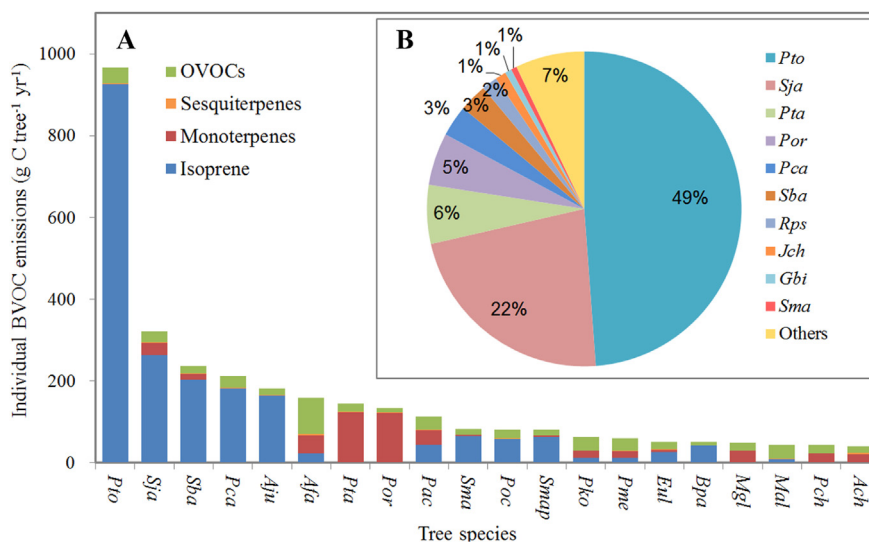 A
B
OVOCs
Sesquiterpenes
Monoterpenes
Isoprene
Individual BVOC emissions (g C tree⁻¹ yr⁻¹)
1000
800
600
400
200
0
1%
1%
1%
2%
3%
3%
5%
6%
22%
49%
7%
Pto
Sja
Pta
Por
Pca
Sba
Rps
Jch
Gbi
Sma
Others
Pto Sja Sba Pca Aju Afa Pta Por Pac Sma Poc Smap Pko Pme Eul Bpa Mgl Mal Pch Ach
Tree species